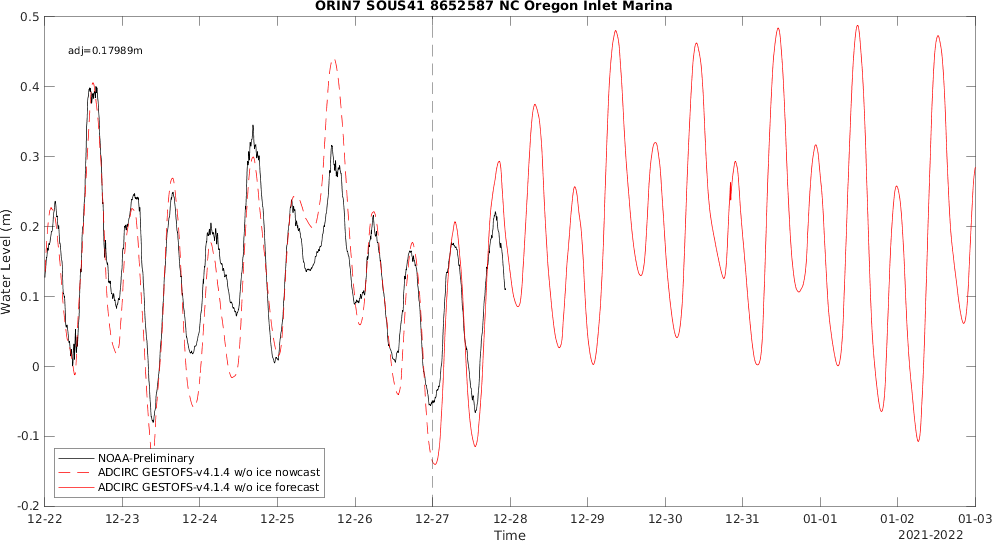 ORIN7 SOUS41 8652587 NC Oregon Inlet Marina
adj=0.17989m
0.5
0.4
0.3
0.2
0.1
0
-0.1
-0.2
Water Level (m)
NOAA-Preliminary
ADCIRC GESTOFS-v4.1.4 w/o ice nowcast
ADCIRC GESTOFS-v4.1.4 w/o ice forecast
12-22 12-23 12-24 12-25 12-26 12-27 12-28 12-29 12-30 12-31 01-01 01-02 01-03
Time
2021-2022